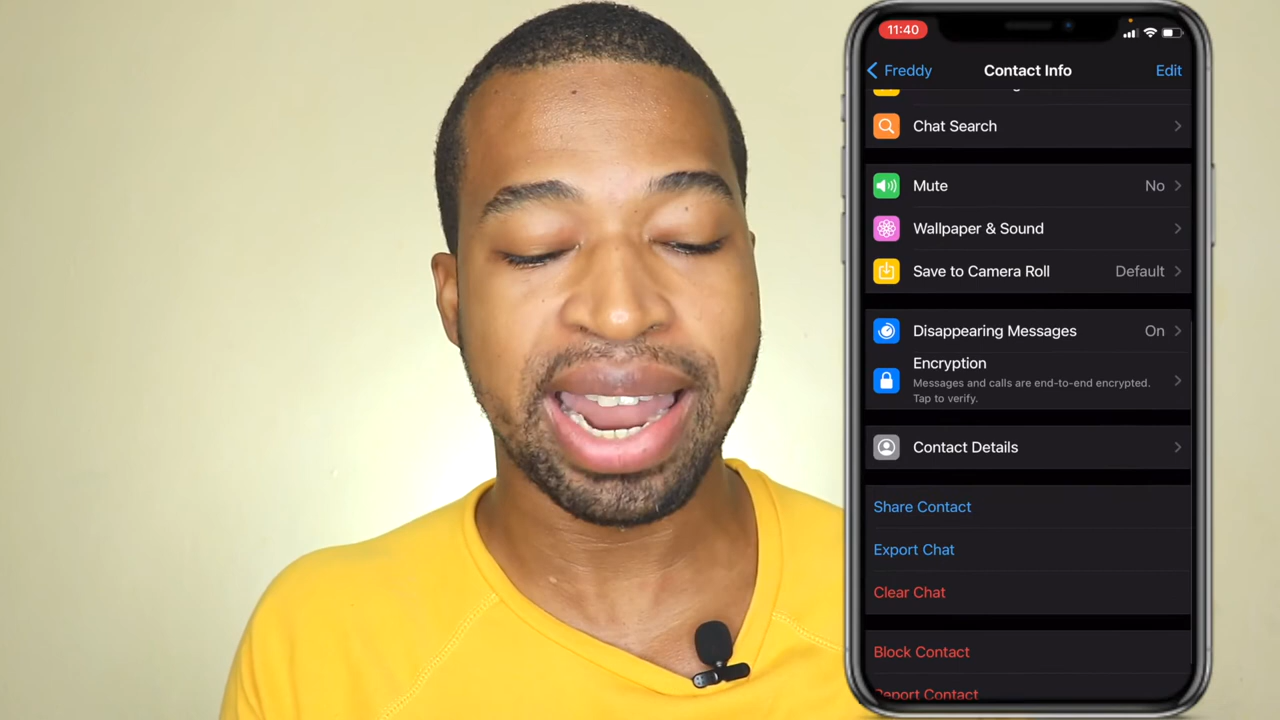 11:40
Freddy
Contact Info
Edit
Chat Search
Mute
No
Wallpaper & Sound
Save to Camera Roll
Default
Disappearing Messages
On
Encryption
Messages and calls are end-to-end encrypted.
Tap to verify.
Contact Details
Share Contact
Export Chat
Clear Chat
Block Contact
Report Contact